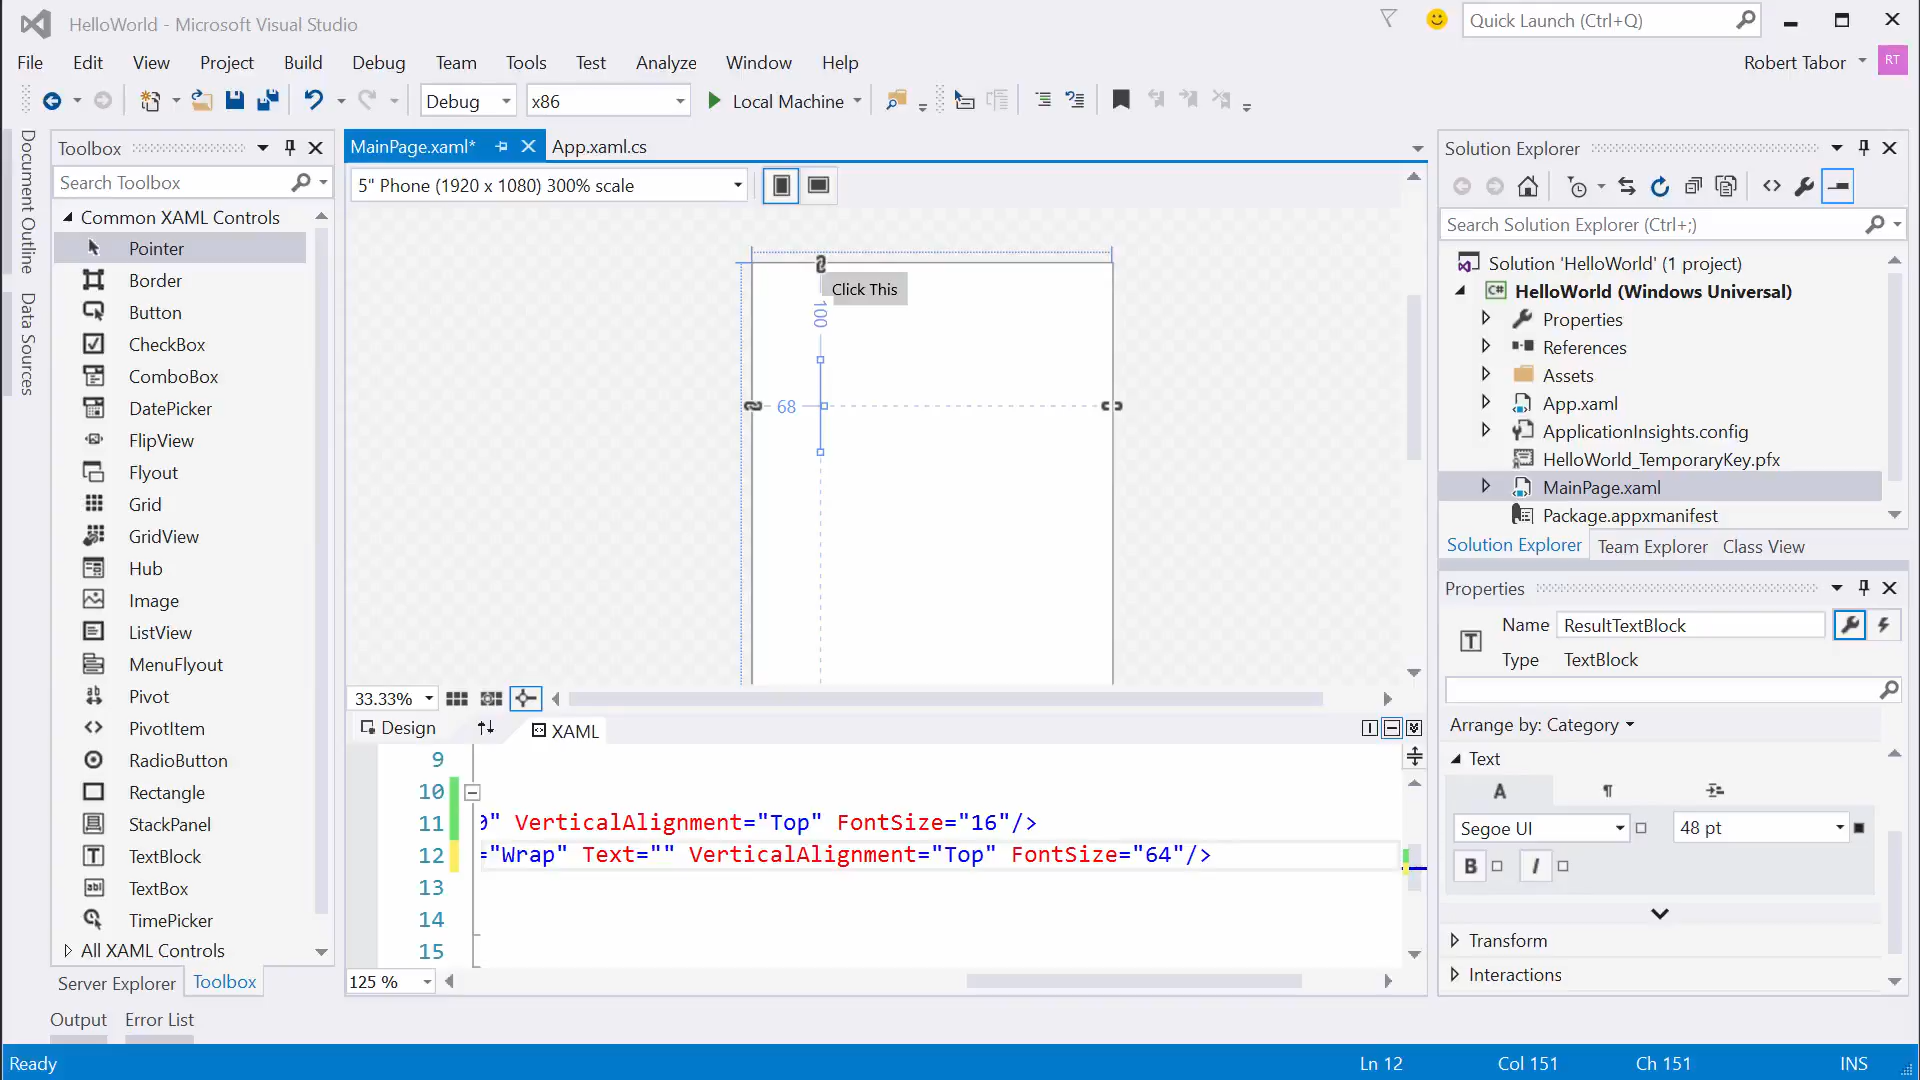 HelloWorld - Microsoft Visual Studio
Quick Launch (Ctrl+Q)
File Edit View Project Build Debug Team Tools Test Analyze Window Help
Robert Tabor RT
Debug x86 Local Machine
Document Outline
Data Sources
Toolbox
Search Toolbox
Common XAML Controls
Pointer
Border
Button
CheckBox
ComboBox
DatePicker
FlipView
Flyout
Grid
GridView
Hub
Image
ListView
MenuFlyout
Pivot
PivotItem
RadioButton
Rectangle
StackPanel
TextBlock
TextBox
TimePicker
All XAML Controls
Server Explorer Toolbox
Output Error List
MainPage.xaml* App.xaml.cs
5" Phone (1920 x 1080) 300% scale
Click This
100
68
33.33%
Design XAML
9
10
11 0" VerticalAlignment="Top" FontSize="16"/>
12 ="Wrap" Text="" VerticalAlignment="Top" FontSize="64"/>
13
14
15
125 %
Solution Explorer
Search Solution Explorer (Ctrl+;)
Solution 'HelloWorld' (1 project)
C# HelloWorld (Windows Universal)
Properties
References
Assets
App.xaml
ApplicationInsights.config
HelloWorld_TemporaryKey.pfx
MainPage.xaml
Package.appxmanifest
Solution Explorer Team Explorer Class View
Properties
Name ResultTextBlock
Type TextBlock
Arrange by: Category
Text
A ¶
Segoe UI 48 pt
B I
Transform
Interactions
Ready Ln 12 Col 151 Ch 151 INS